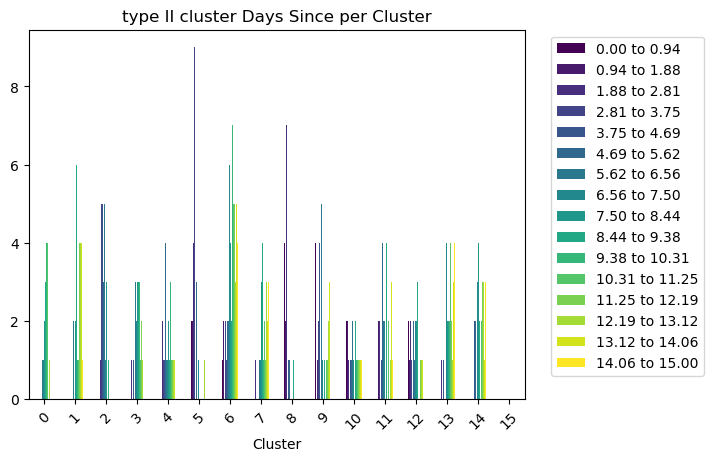 type II cluster Days Since per Cluster
8
6
4
2
0
0 1 2 3 4 5 6 7 8 9 10 11 12 13 14 15
Cluster
0.00 to 0.94
0.94 to 1.88
1.88 to 2.81
2.81 to 3.75
3.75 to 4.69
4.69 to 5.62
5.62 to 6.56
6.56 to 7.50
7.50 to 8.44
8.44 to 9.38
9.38 to 10.31
10.31 to 11.25
11.25 to 12.19
12.19 to 13.12
13.12 to 14.06
14.06 to 15.00